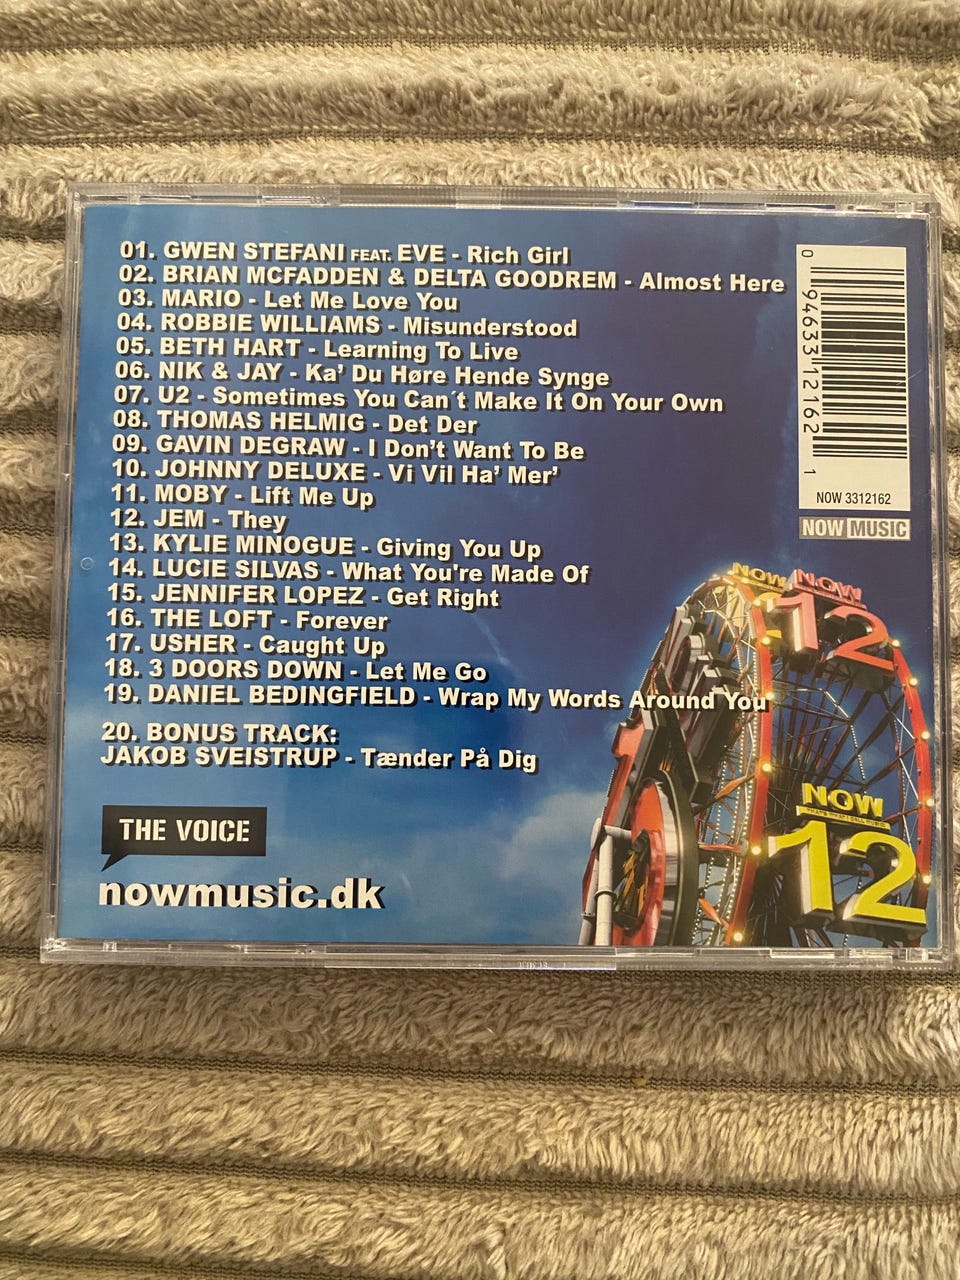 01. GWEN STEFANI FEAT. EVE - Rich Girl
02. BRIAN MCFADDEN & DELTA GOODREM - Almost Here
03. MARIO - Let Me Love You
04. ROBBIE WILLIAMS - Misunderstood
05. BETH HART - Learning To Live
06. NIK & JAY - Ka' Du Høre Hende Synge
07. U2 - Sometimes You Can´t Make It On Your Own
08. THOMAS HELMIG - Det Der
09. GAVIN DEGRAW - I Don't Want To Be
10. JOHNNY DELUXE - Vi Vil Ha' Mer'
11. MOBY - Lift Me Up
12. JEM - They
13. KYLIE MINOGUE - Giving You Up
14. LUCIE SILVAS - What You're Made Of
15. JENNIFER LOPEZ - Get Right
16. THE LOFT - Forever
17. USHER - Caught Up
18. 3 DOORS DOWN - Let Me Go
19. DANIEL BEDINGFIELD - Wrap My Words Around You
20. BONUS TRACK:
JAKOB SVEISTRUP - Tænder På Dig
THE VOICE
nowmusic.dk
0 94633 12162 1
NOW 3312162
NOW MUSIC
NOW
NOW
12
NOW
12